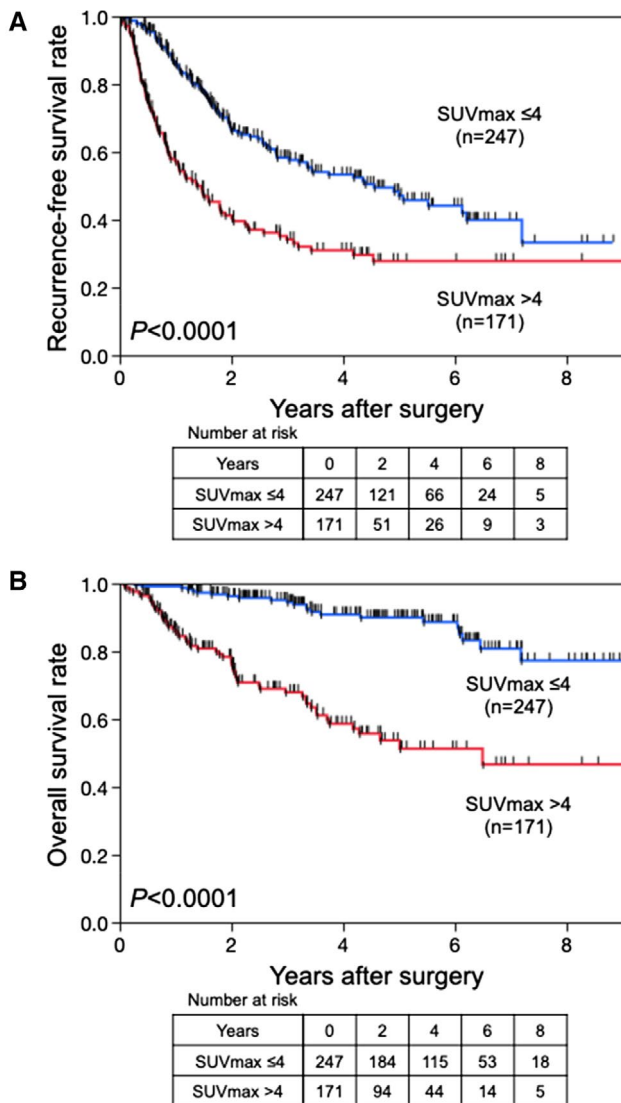 A
Recurrence-free survival rate
1.0
0.8
0.6
0.4
0.2
0.0
SUVmax ≤4
(n=247)
SUVmax >4
(n=171)
P<0.0001
0 2 4 6 8
Years after surgery
Number at risk
Years 0 2 4 6 8
SUVmax ≤4 247 121 66 24 5
SUVmax >4 171 51 26 9 3
B
Overall survival rate
1.0
0.8
0.6
0.4
0.2
0.0
SUVmax ≤4
(n=247)
SUVmax >4
(n=171)
P<0.0001
0 2 4 6 8
Years after surgery
Number at risk
Years 0 2 4 6 8
SUVmax ≤4 247 184 115 53 18
SUVmax >4 171 94 44 14 5